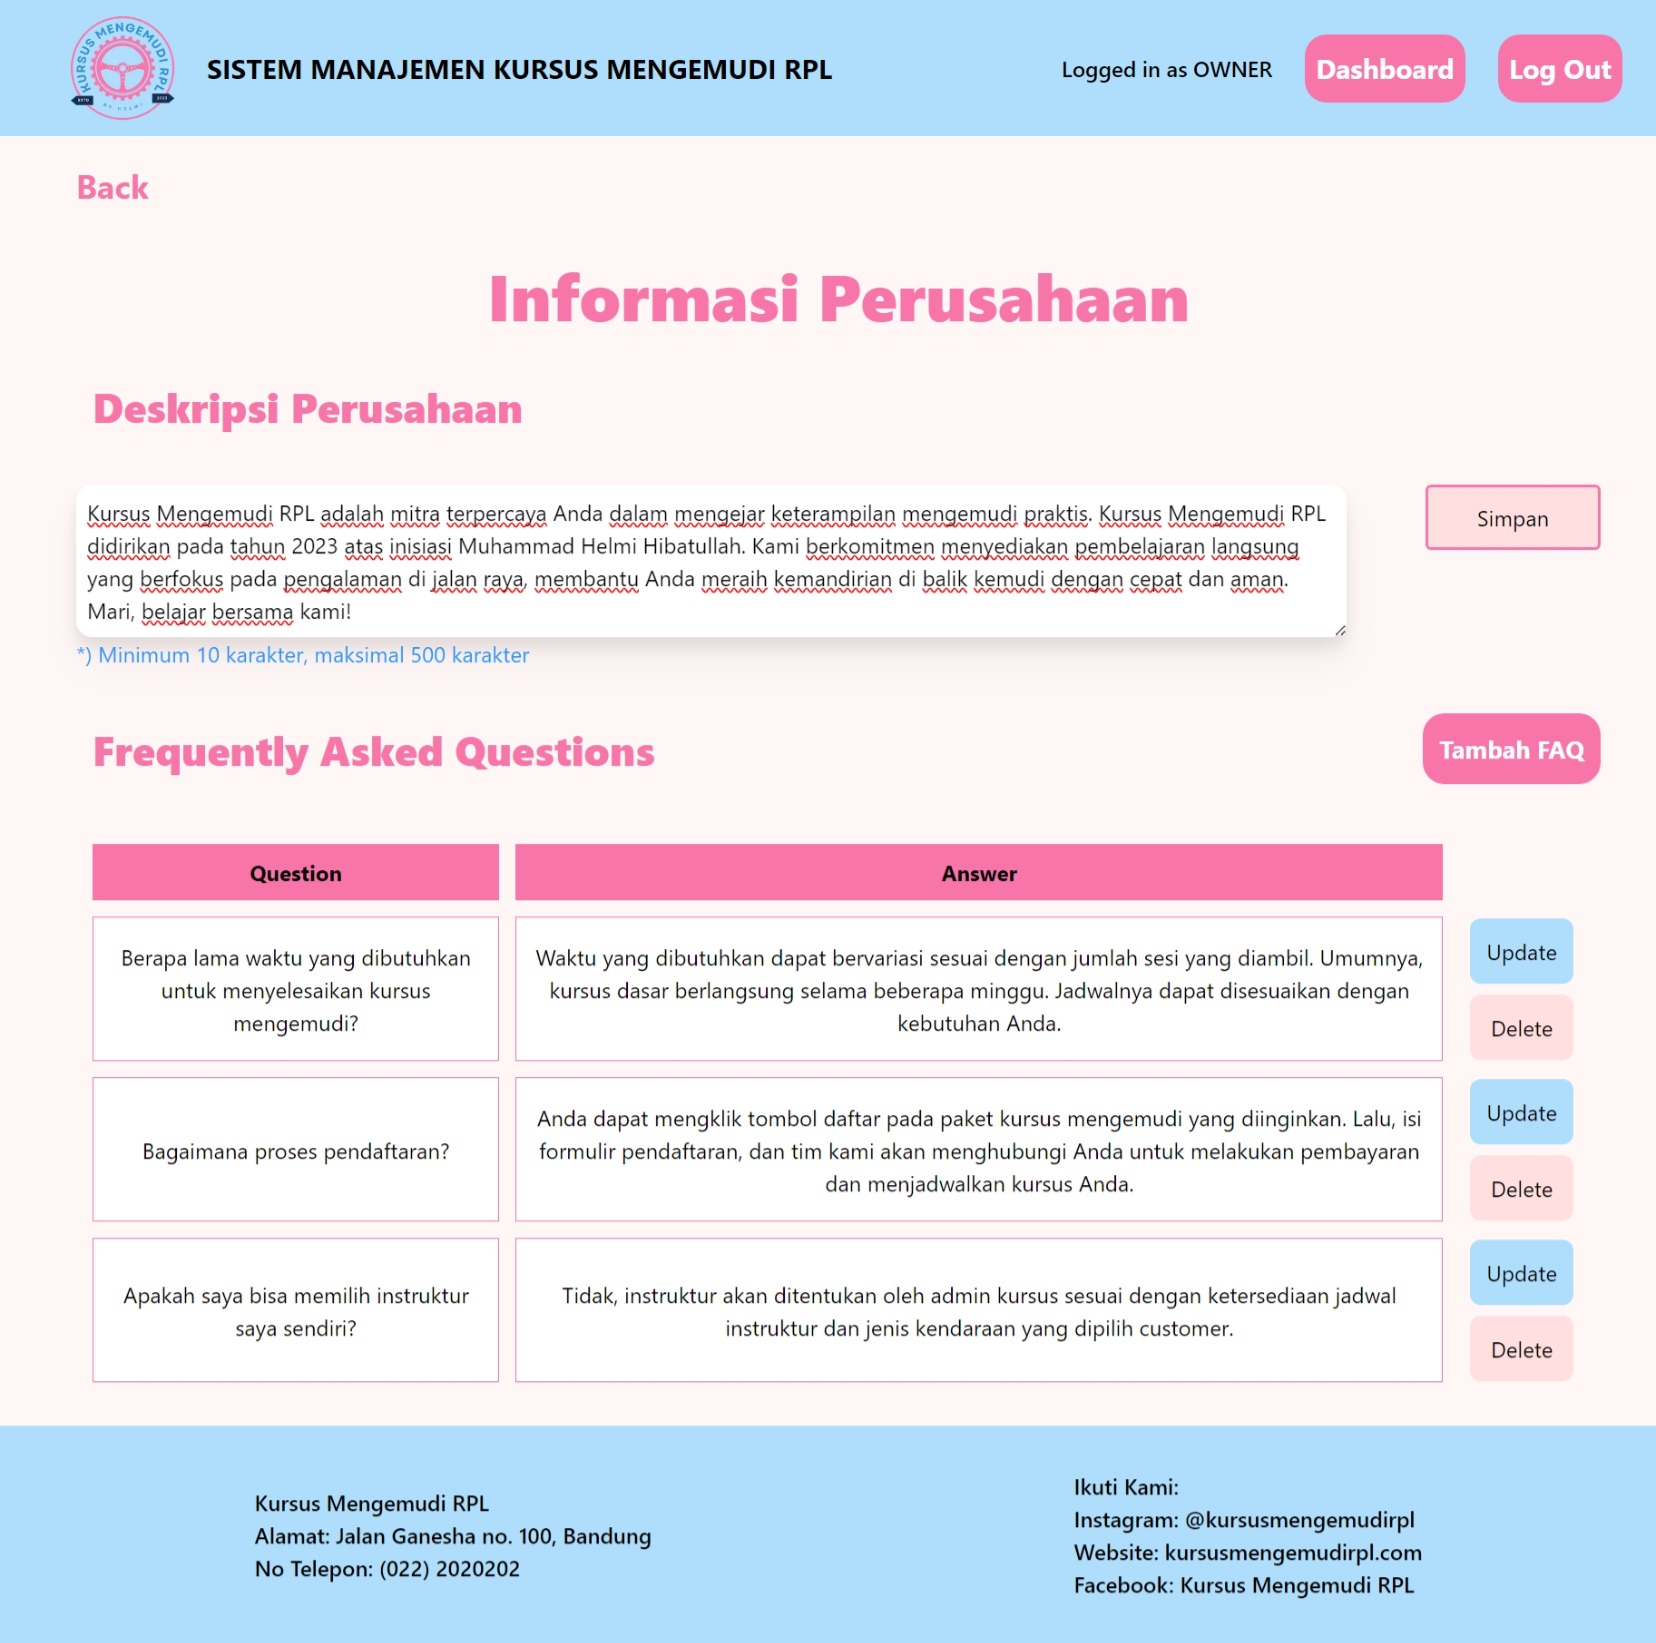 KURSUS MENGEMUDI RPL
BY HELMI
SISTEM MANAJEMEN KURSUS MENGEMUDI RPL
Logged in as OWNER
Dashboard
Log Out
Back
Informasi Perusahaan
Deskripsi Perusahaan
Kursus Mengemudi RPL adalah mitra terpercaya Anda dalam mengejar keterampilan mengemudi praktis. Kursus Mengemudi RPL
didirikan pada tahun 2023 atas inisiasi Muhammad Helmi Hibatullah. Kami berkomitmen menyediakan pembelajaran langsung
yang berfokus pada pengalaman di jalan raya, membantu Anda meraih kemandirian di balik kemudi dengan cepat dan aman.
Mari, belajar bersama kami!
Simpan
*) Minimum 10 karakter, maksimal 500 karakter
Frequently Asked Questions
Tambah FAQ
Question
Answer
Berapa lama waktu yang dibutuhkan
untuk menyelesaikan kursus
mengemudi?
Waktu yang dibutuhkan dapat bervariasi sesuai dengan jumlah sesi yang diambil. Umumnya,
kursus dasar berlangsung selama beberapa minggu. Jadwalnya dapat disesuaikan dengan
kebutuhan Anda.
Update
Delete
Bagaimana proses pendaftaran?
Anda dapat mengklik tombol daftar pada paket kursus mengemudi yang diinginkan. Lalu, isi
formulir pendaftaran, dan tim kami akan menghubungi Anda untuk melakukan pembayaran
dan menjadwalkan kursus Anda.
Update
Delete
Apakah saya bisa memilih instruktur
saya sendiri?
Tidak, instruktur akan ditentukan oleh admin kursus sesuai dengan ketersediaan jadwal
instruktur dan jenis kendaraan yang dipilih customer.
Update
Delete
Kursus Mengemudi RPL
Alamat: Jalan Ganesha no. 100, Bandung
No Telepon: (022) 2020202
Ikuti Kami:
Instagram: @kursusmengemudirpl
Website: kursusmengemudirpl.com
Facebook: Kursus Mengemudi RPL